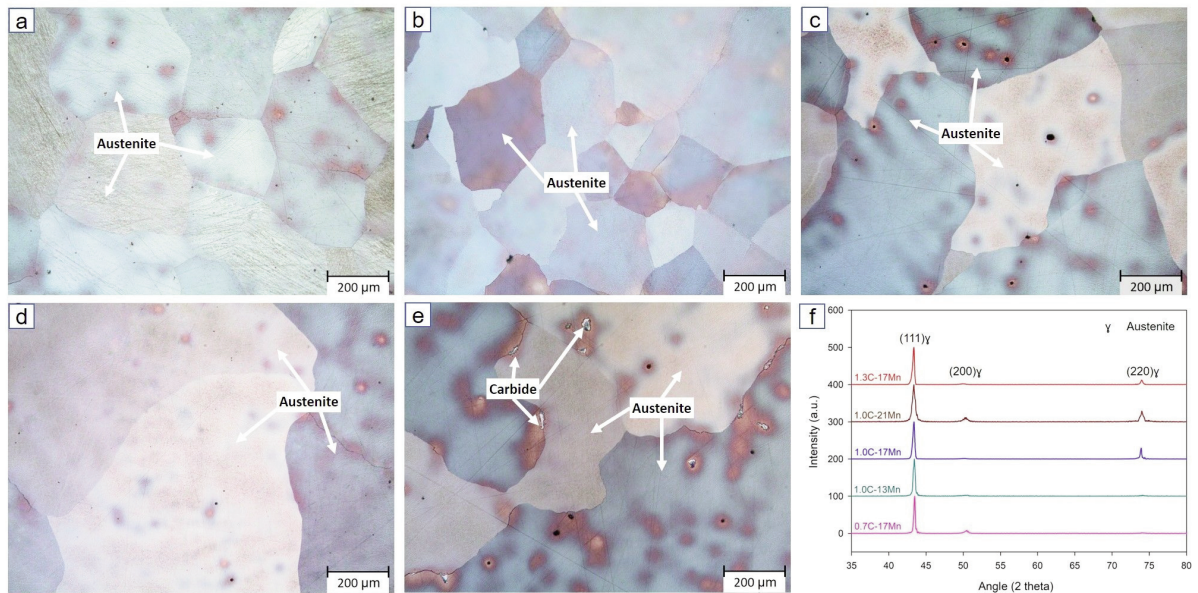 a
Austenite
200 µm
b
Austenite
200 µm
c
Austenite
200 µm
d
Austenite
200 µm
e
Carbide
Austenite
200 µm
f
600
500
400
300
200
100
0
Intensity (a.u.)
(111)ɣ
(200)ɣ
(220)ɣ
ɣ Austenite
1.3C-17Mn
1.0C-21Mn
1.0C-17Mn
1.0C-13Mn
0.7C-17Mn
35 40 45 50 55 60 65 70 75 80
Angle (2 theta)